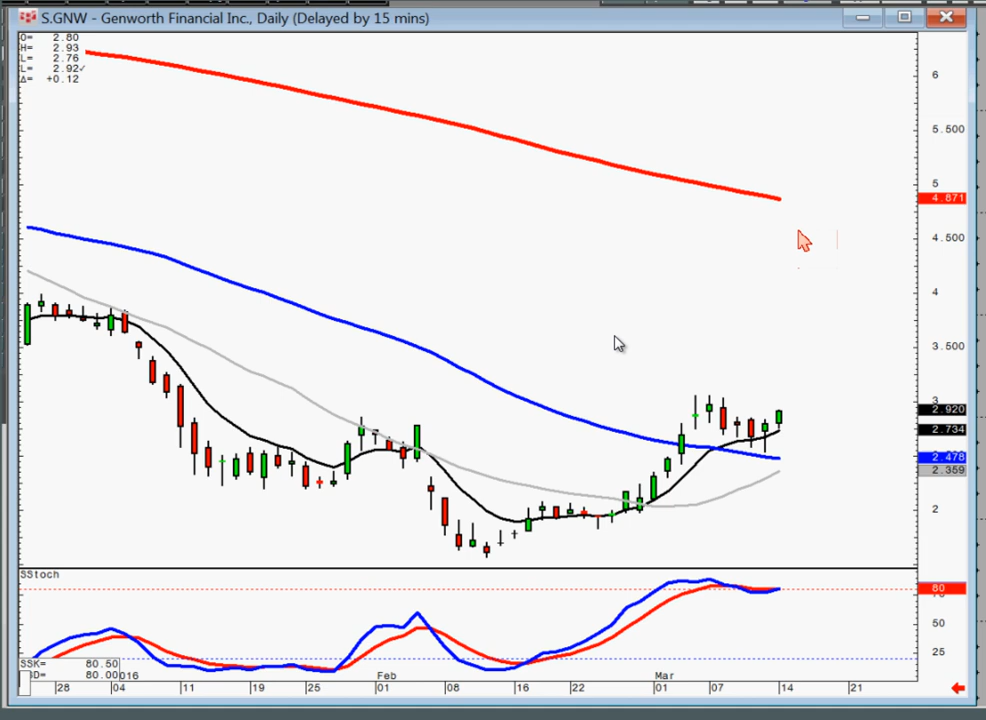 S.GNW - Genworth Financial Inc., Daily (Delayed by 15 mins)
O= 2.80
H= 2.93
L= 2.76
L= 2.92
Δ= +0.12
6
5.500
5
4.871
4.500
4
3.500
3
2.920
2.734
2.478
2.359
2
SStoch
80
50
25
SSK= 80.50
D= 80.00
016
Feb
Mar
28
04
11
19
25
01
08
16
22
01
07
14
21